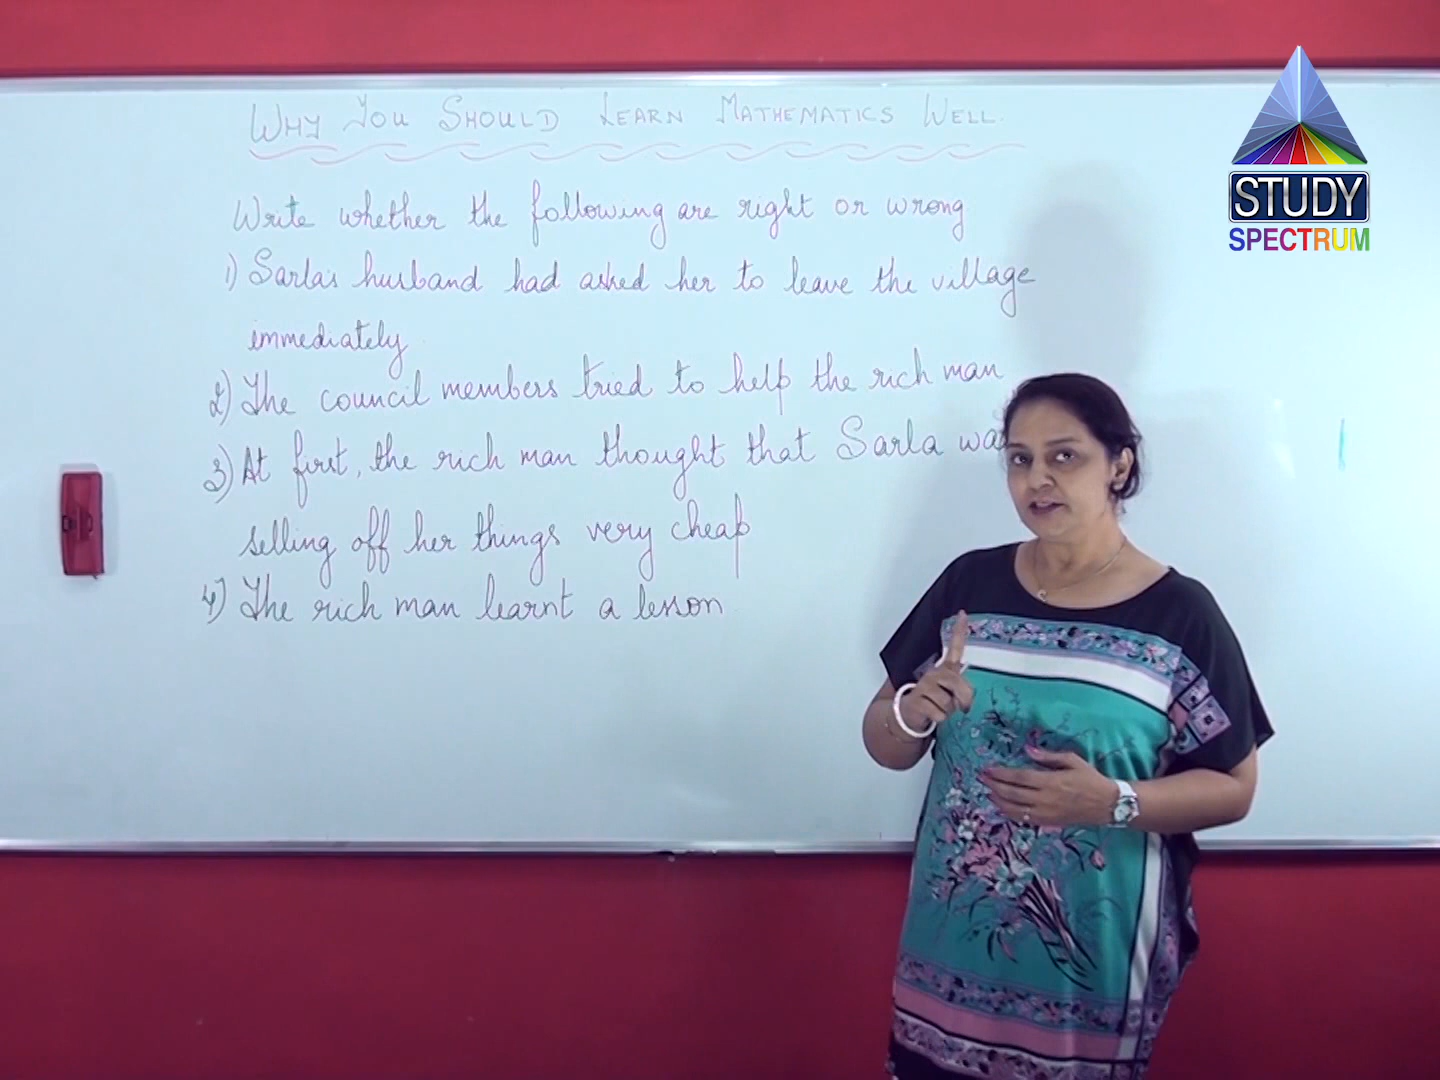 WHY YOU SHOULD LEARN MATHEMATICS WELL.
Write whether the following are right or wrong
1) Sarla's husband had asked her to leave the village
immediately.
2) The council members tried to help the rich man
3) At first, the rich man thought that Sarla was
selling off her things very cheap
4) The rich man learnt a lesson
STUDY
SPECTRUM